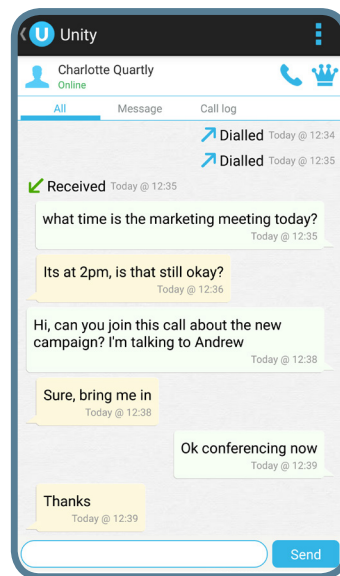 U Unity
Charlotte Quartly
Online
All Message Call log
Dialled Today @ 12:34
Dialled Today @ 12:35
Received Today @ 12:35
what time is the marketing meeting today?
Today @ 12:35
Its at 2pm, is that still okay?
Today @ 12:36
Hi, can you join this call about the new
campaign? I'm talking to Andrew
Today @ 12:38
Sure, bring me in
Today @ 12:38
Ok conferencing now
Today @ 12:39
Thanks
Today @ 12:39
Send